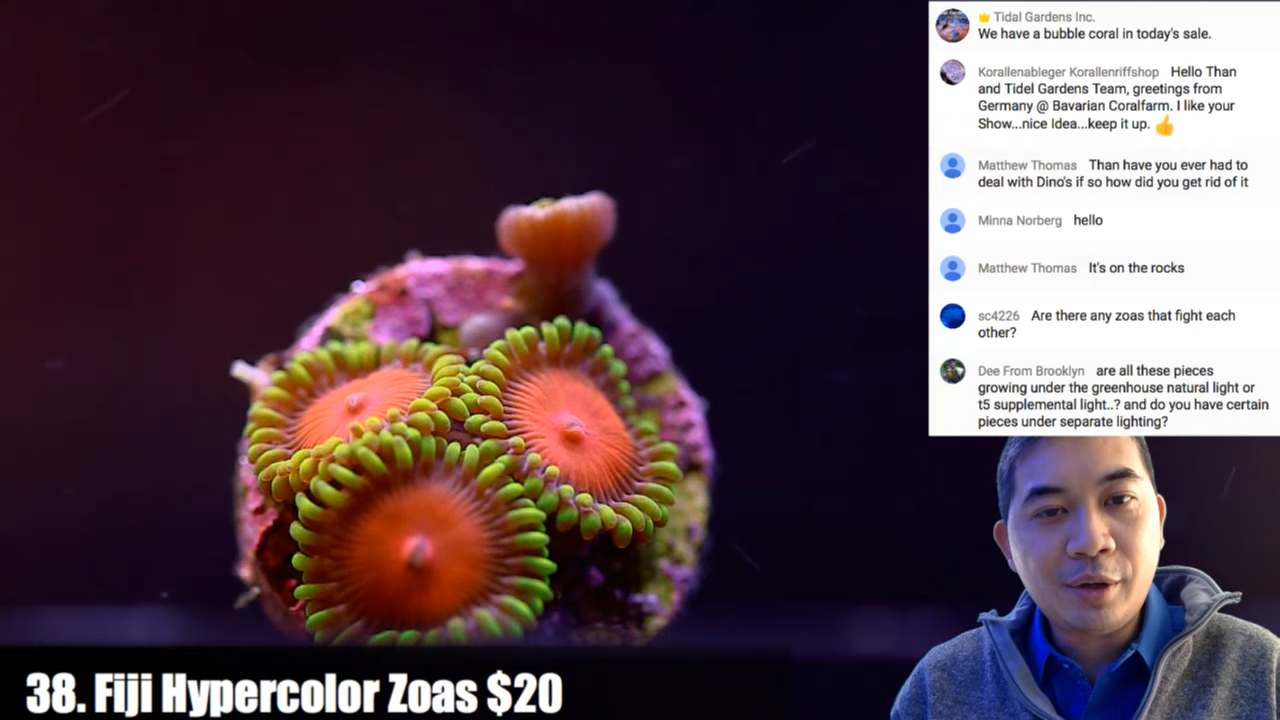 Tidal Gardens Inc.
We have a bubble coral in today's sale.
Korallenableger Korallenriffshop Hello Than
and Tidel Gardens Team, greetings from
Germany @ Bavarian Coralfarm. I like your
Show...nice Idea...keep it up. 👍
Matthew Thomas Than have you ever had to
deal with Dino's if so how did you get rid of it
Minna Norberg hello
Matthew Thomas It's on the rocks
sc4226 Are there any zoas that fight each
other?
Dee From Brooklyn are all these pieces
growing under the greenhouse natural light or
t5 supplemental light..? and do you have certain
pieces under separate lighting?
38. Fiji Hypercolor Zoas $20